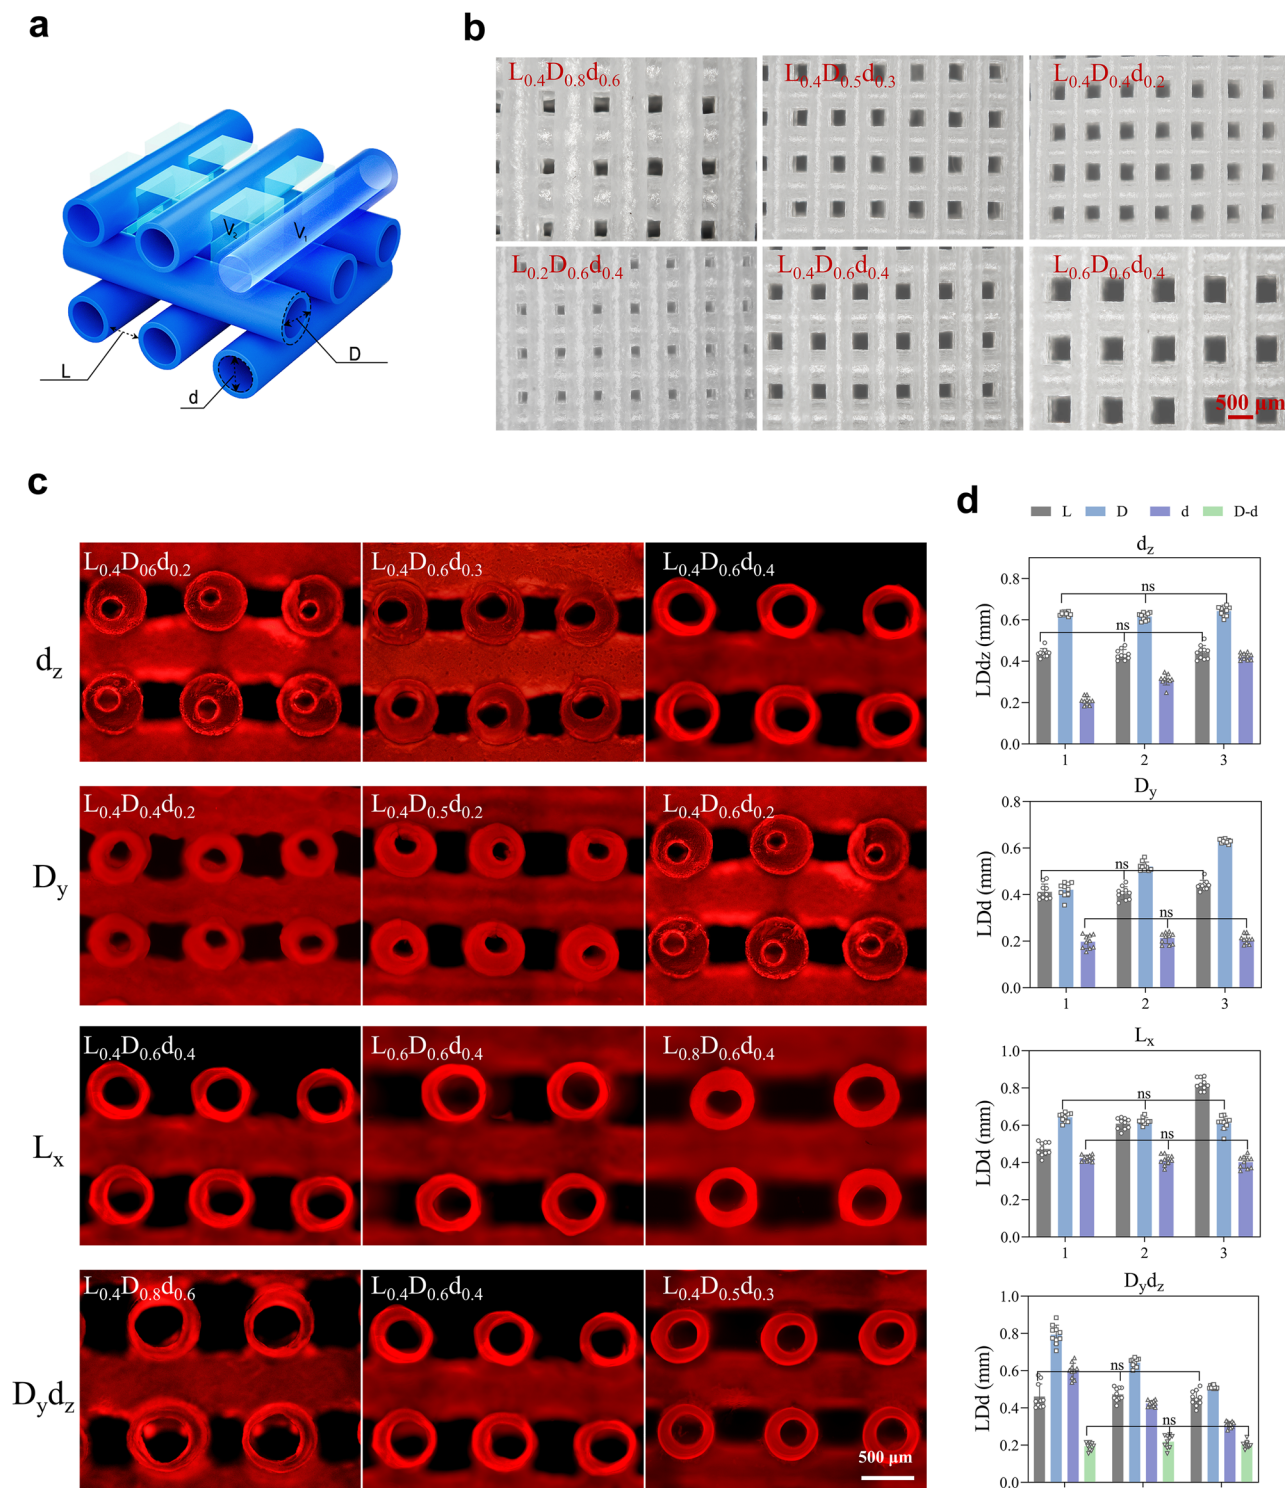 a
V₂
V₁
L
D
d
b
L₀.₄D₀.₈d₀.₆
L₀.₄D₀.₅d₀.₃
L₀.₄D₀.₄d₀.₂
L₀.₂D₀.₆d₀.₄
L₀.₄D₀.₆d₀.₄
L₀.₆D₀.₆d₀.₄
500 μm
c
d_z
L₀.₄D₀₆d₀.₂
L₀.₄D₀.₆d₀.₃
L₀.₄D₀.₆d₀.₄
D_y
L₀.₄D₀.₄d₀.₂
L₀.₄D₀.₅d₀.₂
L₀.₄D₀.₆d₀.₂
Lₓ
L₀.₄D₀.₆d₀.₄
L₀.₆D₀.₆d₀.₄
L₀.₈D₀.₆d₀.₄
D_yd_z
L₀.₄D₀.₈d₀.₆
L₀.₄D₀.₆d₀.₄
L₀.₄D₀.₅d₀.₃
500 μm
d
L D d D-d
d_z
LDdz (mm)
0.8
0.6
0.4
0.2
0.0
ns
ns
1 2 3
D_y
LDd (mm)
0.8
0.6
0.4
0.2
0.0
ns
ns
1 2 3
Lₓ
LDd (mm)
1.0
0.8
0.6
0.4
0.2
0.0
ns
ns
1 2 3
D_yd_z
LDd (mm)
1.0
0.8
0.6
0.4
0.2
0.0
ns
ns